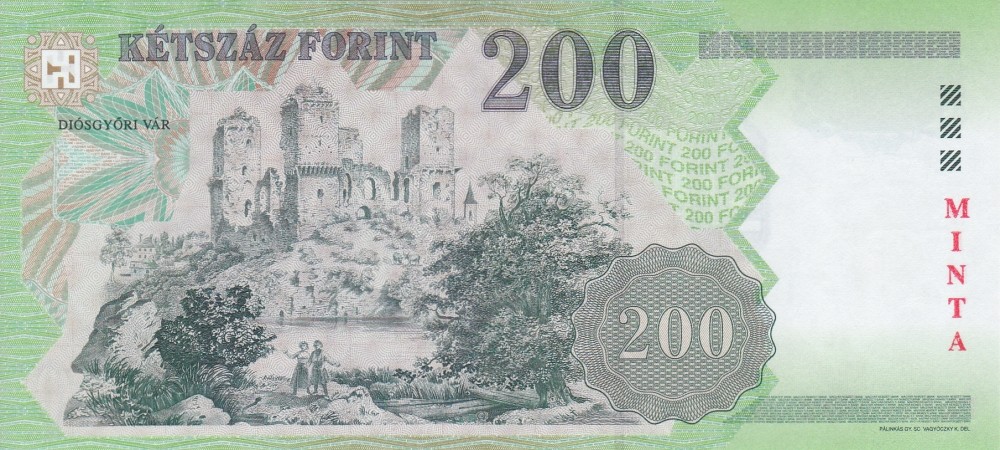 KÉTSZÁZ FORINT
200
DIÓSGYŐRI VÁR
200 FORINT
FORINT 200 FORINT
200 FORINT 200 FO
FORINT 200
200 FO
200
MINTA
PÁLINKÁS GY. SC. VAGYÓCZKY K. DEL.